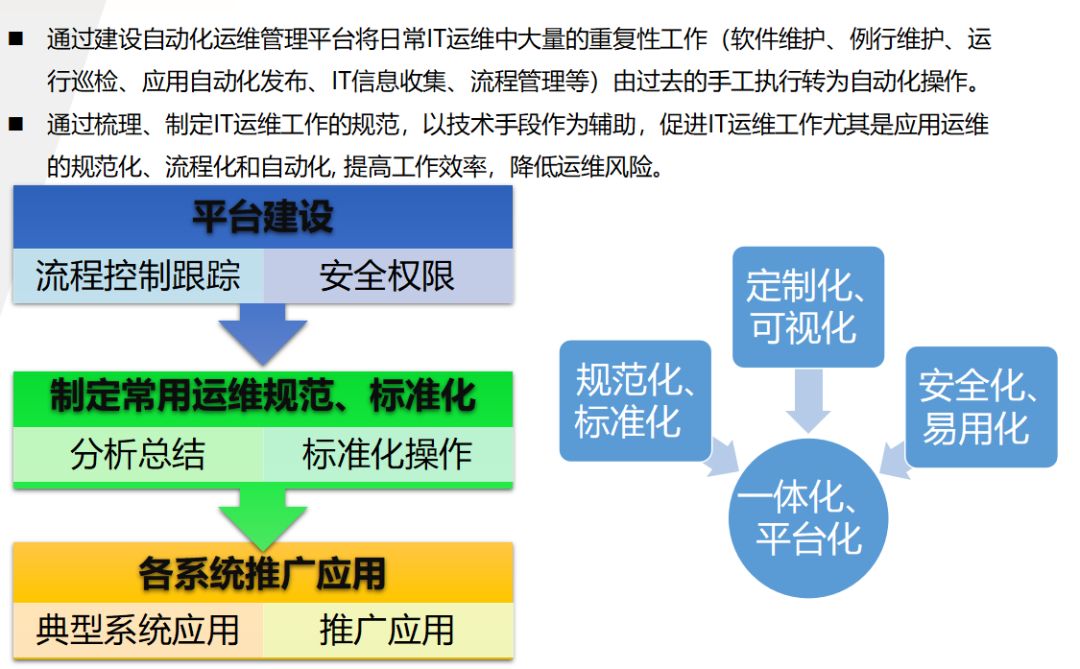 ■ 通过建设自动化运维管理平台将日常IT运维中大量的重复性工作（软件维护、例行维护、运
行巡检、应用自动化发布、IT信息收集、流程管理等）由过去的手工执行转为自动化操作。
■ 通过梳理、制定IT运维工作的规范，以技术手段作为辅助，促进IT运维工作尤其是应用运维
的规范化、流程化和自动化, 提高工作效率，降低运维风险。
平台建设
流程控制跟踪 安全权限
制定常用运维规范、标准化
分析总结 标准化操作
各系统推广应用
典型系统应用 推广应用
定制化、
可视化
规范化、
标准化
安全化、
易用化
一体化、
平台化